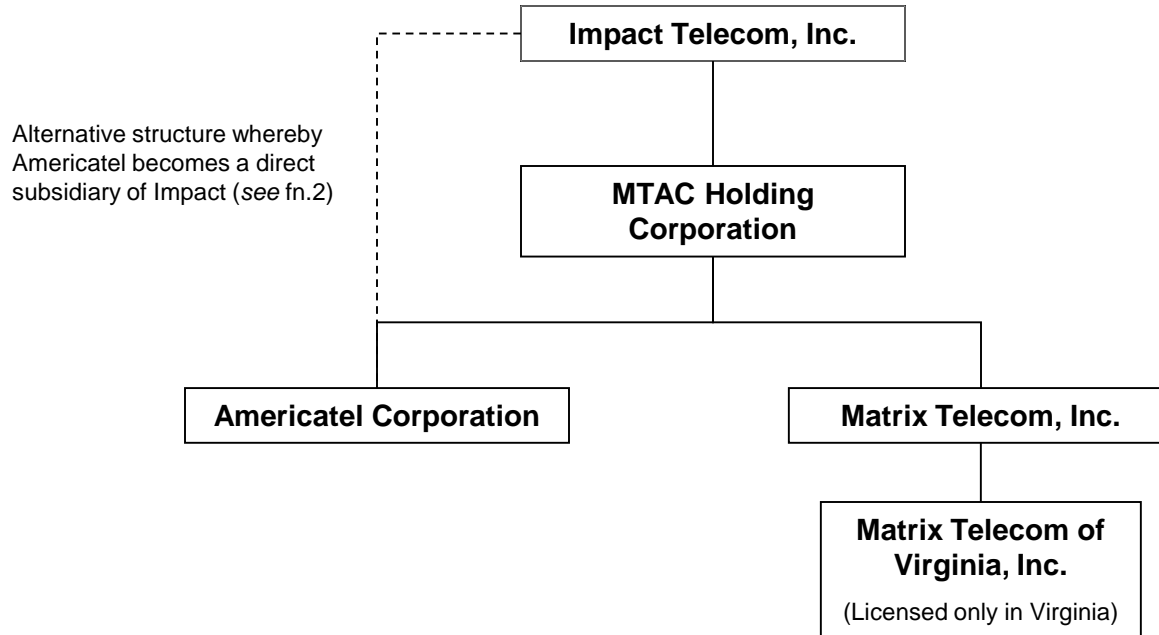 Impact Telecom, Inc.
Alternative structure whereby
Americatel becomes a direct
subsidiary of Impact (see fn.2)
MTAC Holding
Corporation
Americatel Corporation
Matrix Telecom, Inc.
Matrix Telecom of
Virginia, Inc.
(Licensed only in Virginia)